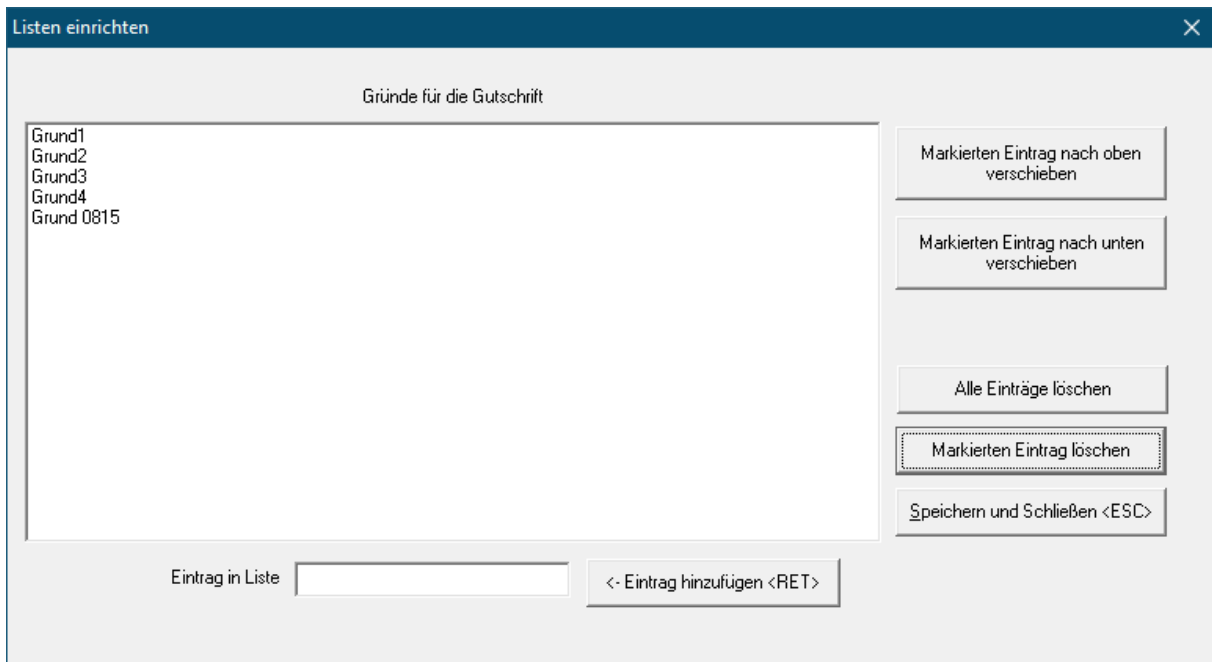 Listen einrichten
Gründe für die Gutschrift
Grund1
Grund2
Grund3
Grund4
Grund 0815
Markierten Eintrag nach oben
verschieben
Markierten Eintrag nach unten
verschieben
Alle Einträge löschen
Markierten Eintrag löschen
Speichern und Schließen <ESC>
Eintrag in Liste
<- Eintrag hinzufügen <RET>